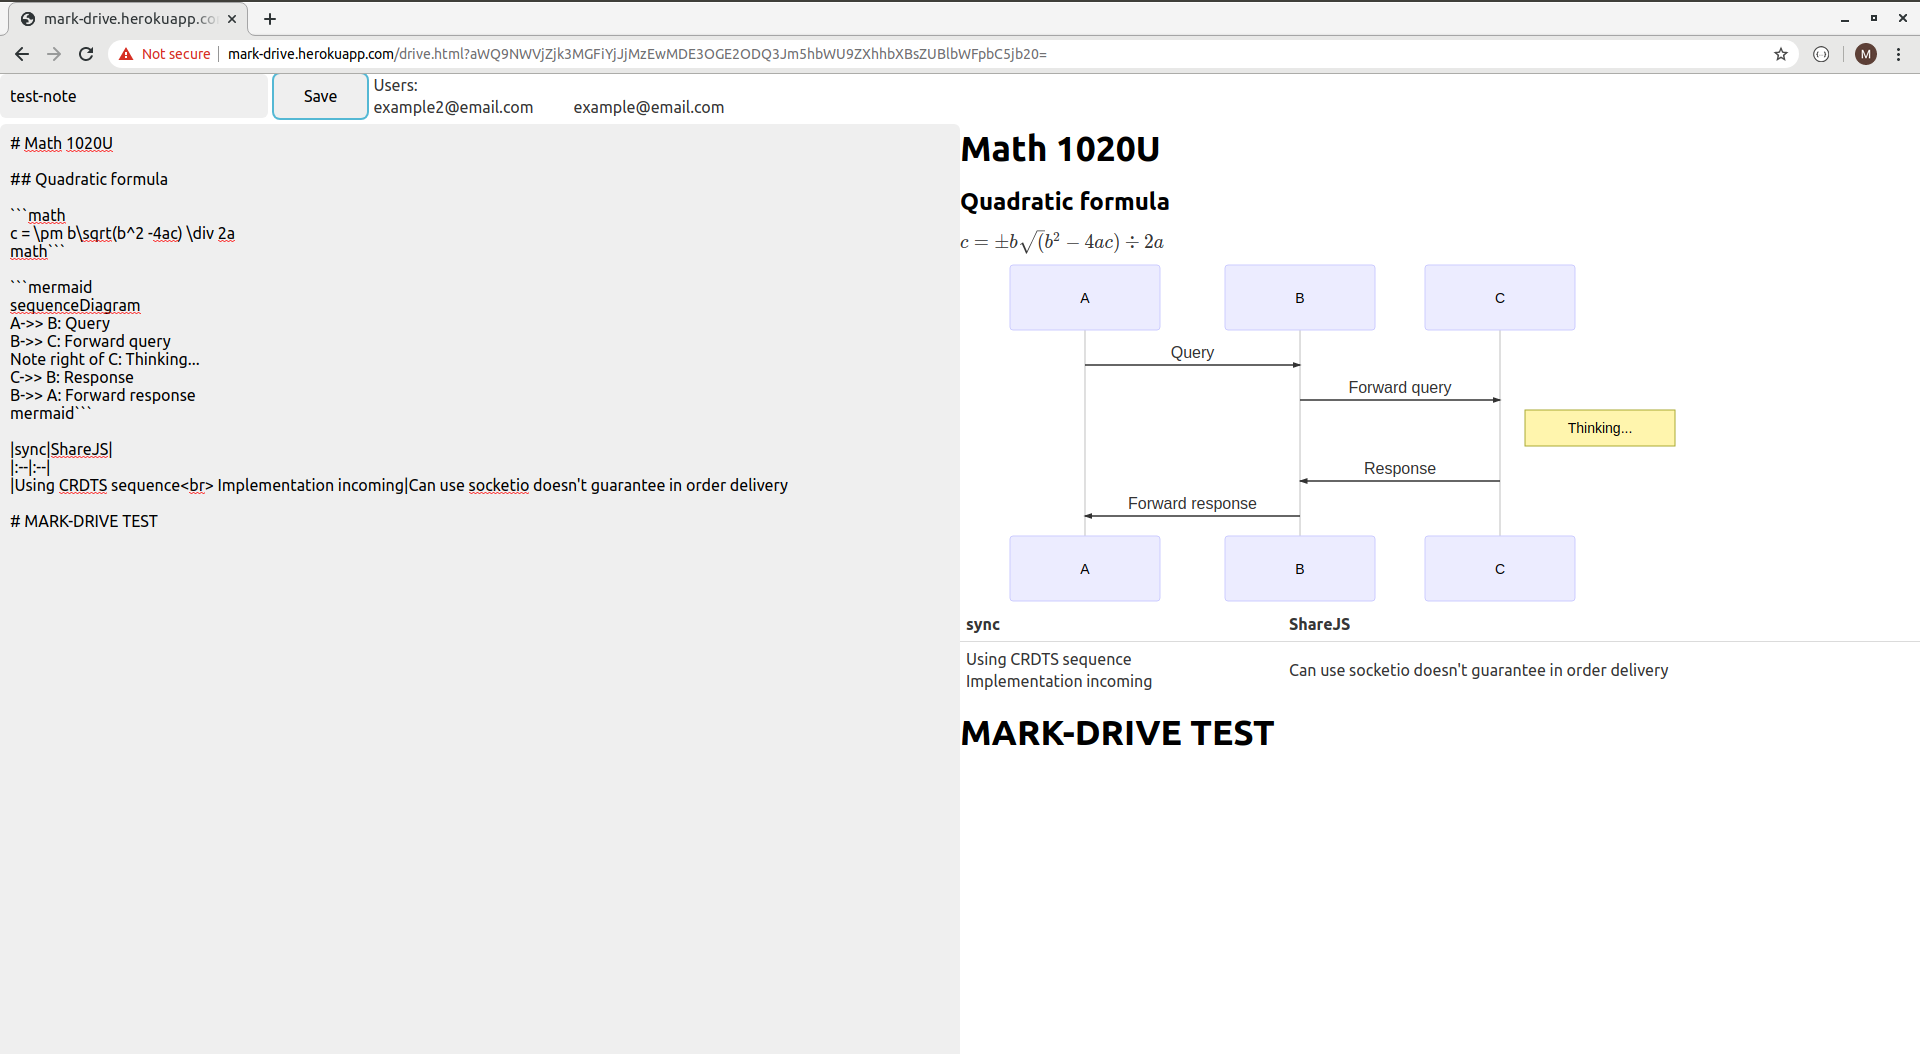 mark-drive.herokuapp.co
Not secure
mark-drive.herokuapp.com/drive.html?aWQ9NWVjZjk3MGFiYjJjMzEwMDE3OGE2ODQ3Jm5hbWU9ZXhhbXBsZUBlbWFpbC5jb20=
M
test-note
Save
Users:
example2@email.com example@email.com
# Math 1020U
## Quadratic formula
```math
c = \pm b\sqrt(b^2 -4ac) \div 2a
math```
```mermaid
sequenceDiagram
A->> B: Query
B->> C: Forward query
Note right of C: Thinking...
C->> B: Response
B->> A: Forward response
mermaid```
|sync|ShareJS|
|:--|:--|
|Using CRDTS sequence<br> Implementation incoming|Can use socketio doesn't guarantee in order delivery
# MARK-DRIVE TEST
Math 1020U
Quadratic formula
c = ±b√(b² − 4ac) ÷ 2a
A B C
Query
Forward query
Thinking...
Response
Forward response
A B C
sync ShareJS
Using CRDTS sequence
Implementation incoming
Can use socketio doesn't guarantee in order delivery
MARK-DRIVE TEST